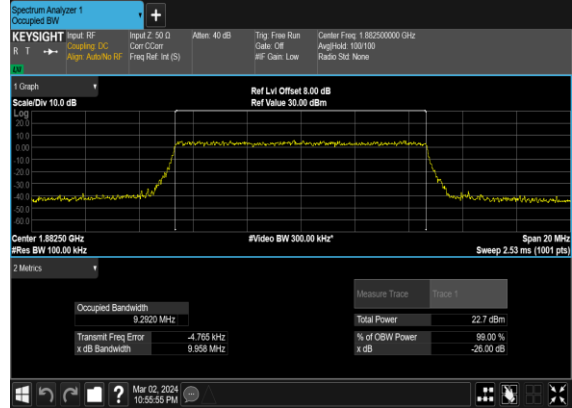 Spectrum Analyzer 1
Occupied BW
KEYSIGHT
R T
Input: RF
Coupling: DC
Align: Auto/No RF
Input Z: 50 Ω
Corr CCorr
Freq Ref: Int (S)
Atten: 40 dB
Trig: Free Run
Gate: Off
#IF Gain: Low
Center Freq: 1.882500000 GHz
Avg|Hold: 100/100
Radio Std: None
1 Graph
Scale/Div 10.0 dB
Ref Lvl Offset 8.00 dB
Ref Value 30.00 dBm
Log
20.0
10.0
0.00
-10.0
-20.0
-30.0
-40.0
-50.0
-60.0
Center 1.88250 GHz
#Res BW 100.00 kHz
#Video BW 300.00 kHz*
Span 20 MHz
Sweep 2.53 ms (1001 pts)
2 Metrics
Measure Trace
Trace 1
Occupied Bandwidth
9.2920 MHz
Total Power
22.7 dBm
Transmit Freq Error
-4.765 kHz
% of OBW Power
99.00 %
x dB Bandwidth
9.958 MHz
x dB
-26.00 dB
?
Mar 02, 2024
10:55:55 PM